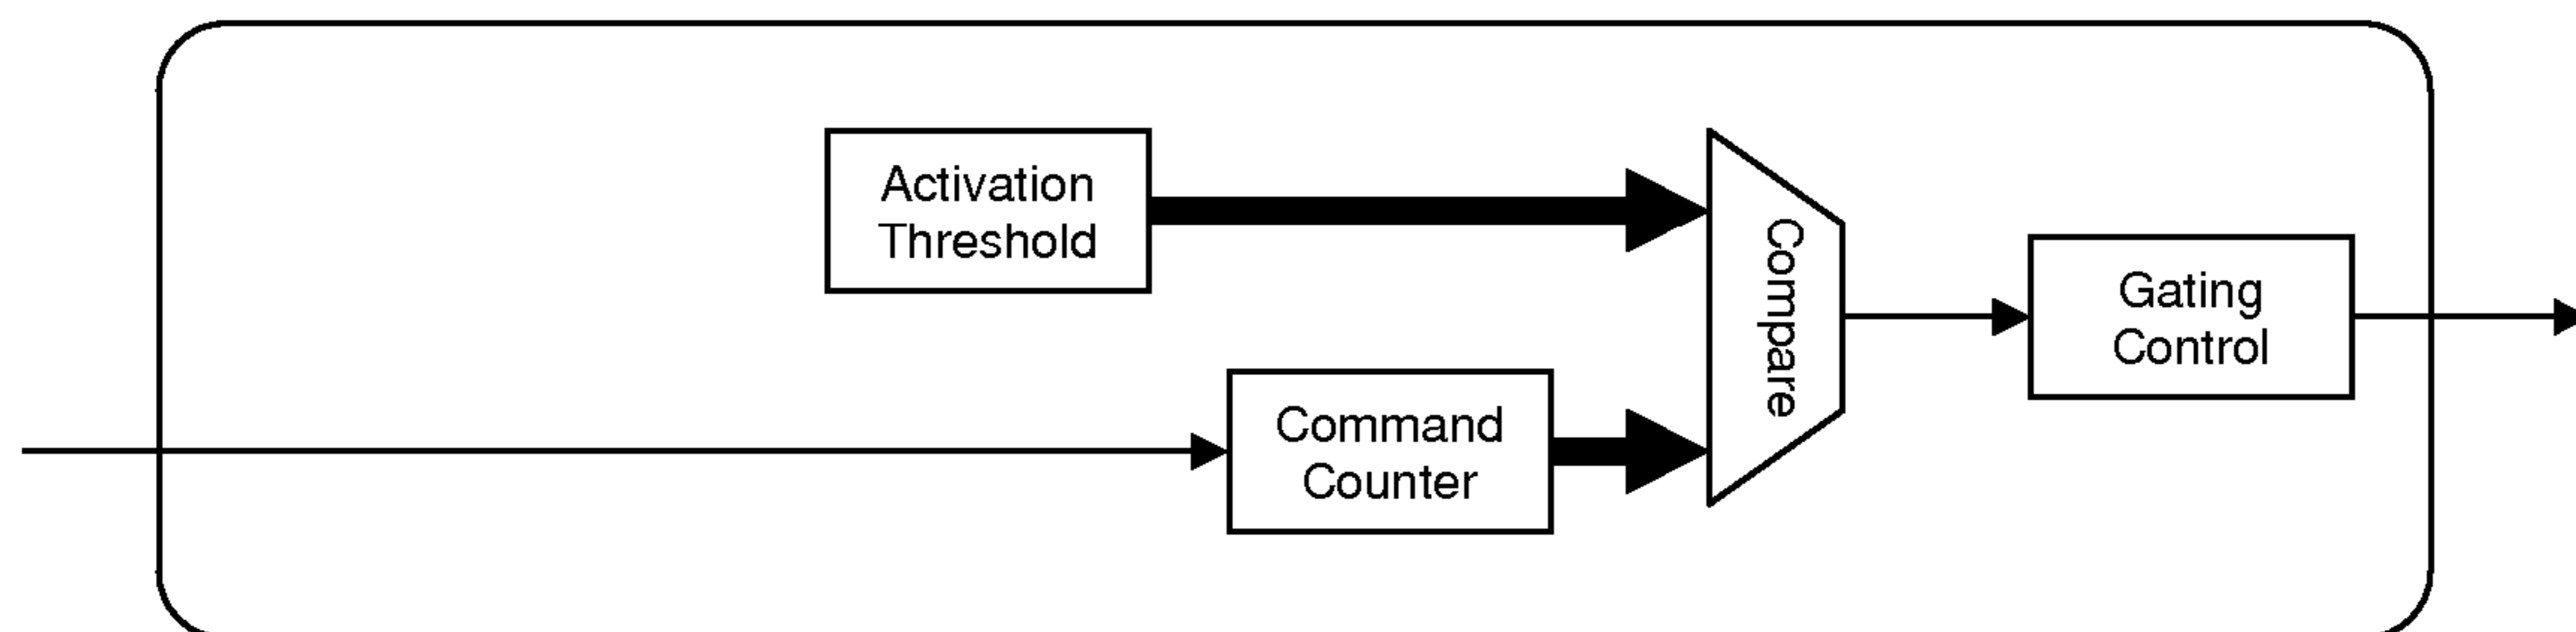 Activation
Threshold
Compare
Gating
Control
Command
Counter